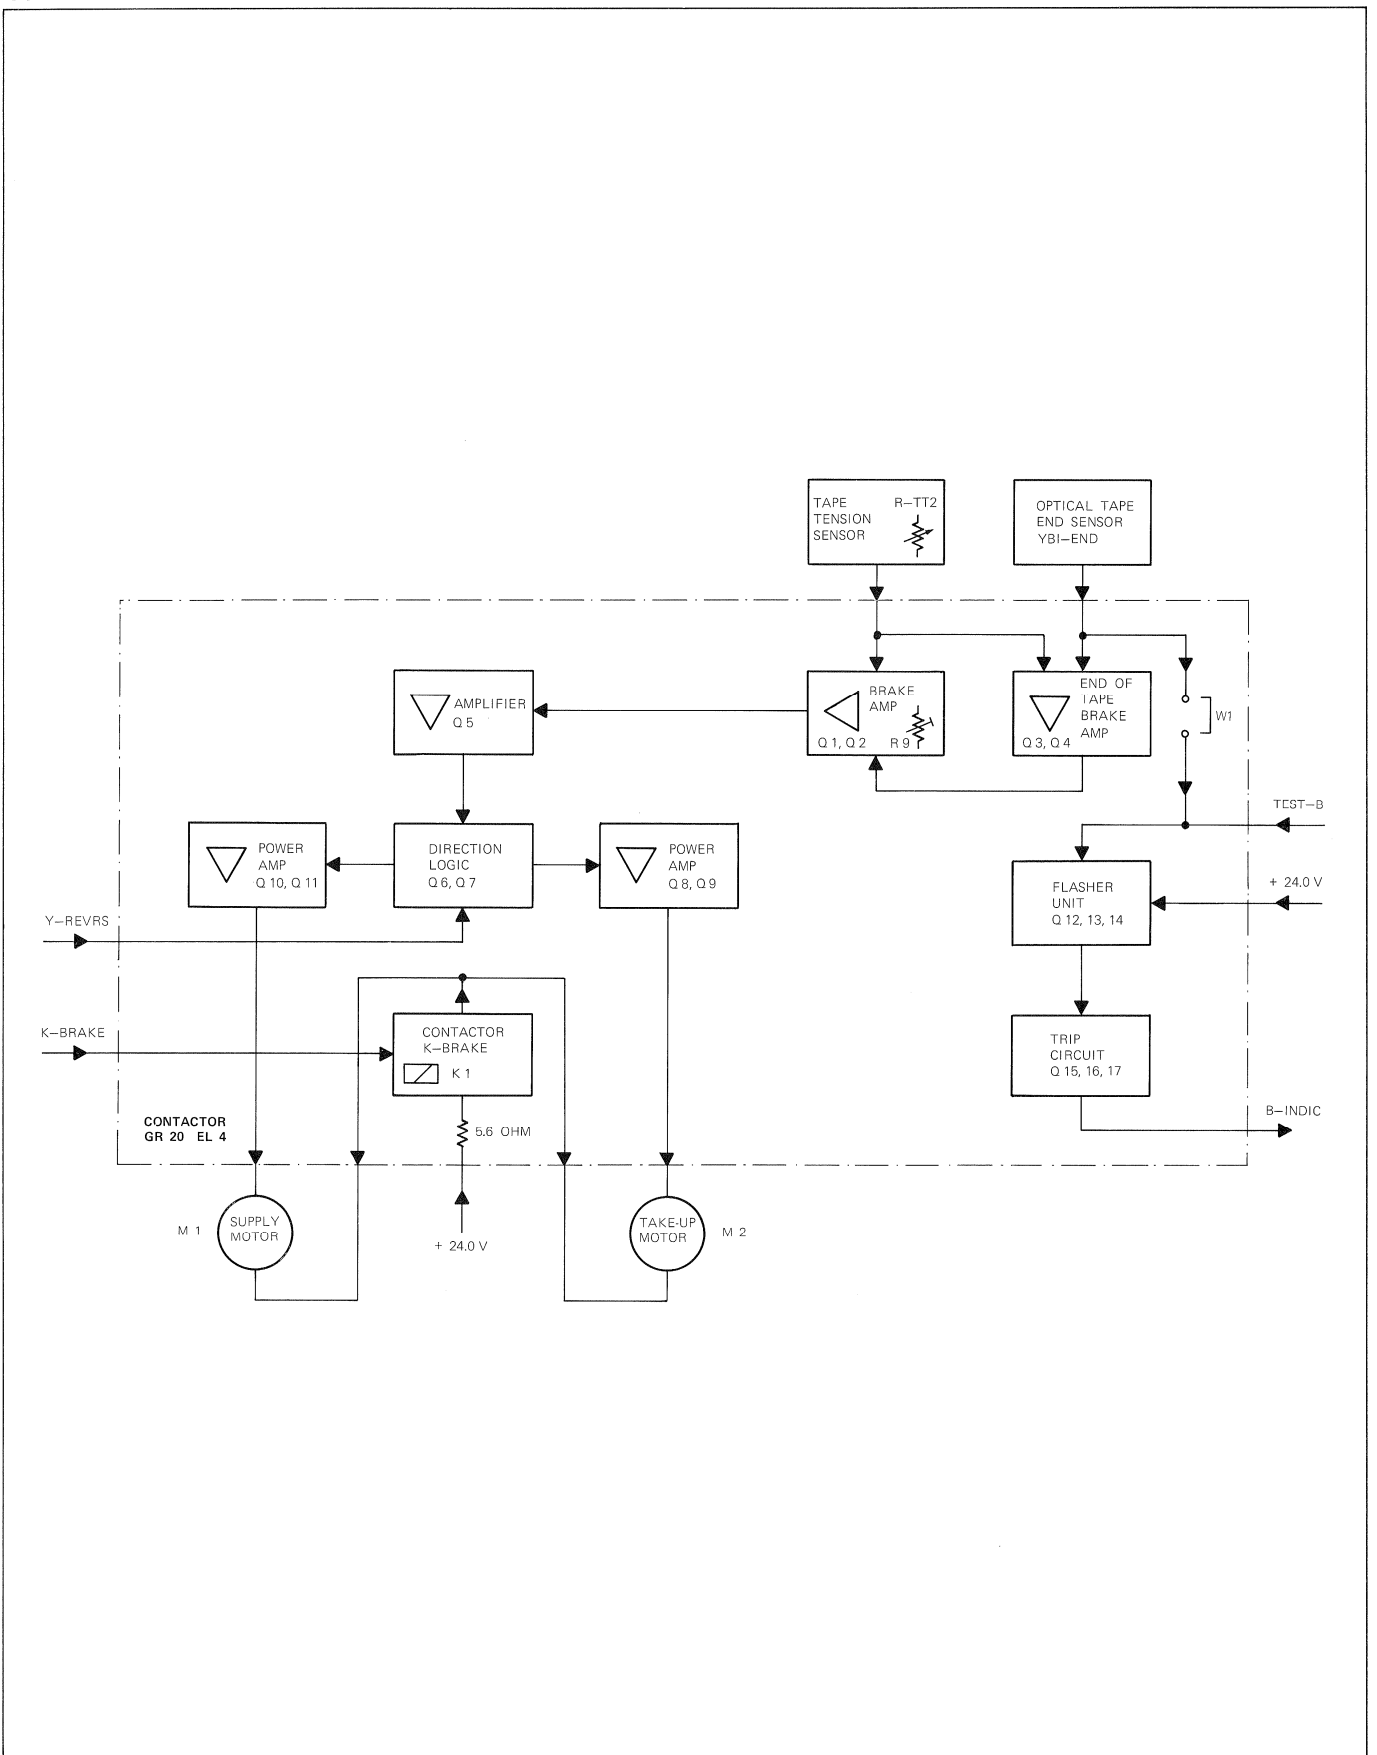 TAPE
TENSION
SENSOR
R–TT2
OPTICAL TAPE
END SENSOR
YBI–END
AMPLIFIER
Q 5
BRAKE
AMP
Q 1, Q 2
R 9
END OF
TAPE
BRAKE
AMP
Q 3, Q 4
W1
TEST–B
POWER
AMP
Q 10, Q 11
DIRECTION
LOGIC
Q 6, Q 7
POWER
AMP
Q 8, Q 9
FLASHER
UNIT
Q 12, 13, 14
+ 24.0 V
Y–REVRS
K–BRAKE
CONTACTOR
K–BRAKE
K 1
TRIP
CIRCUIT
Q 15, 16, 17
B–INDIC
CONTACTOR
GR 20 EL 4
5.6 OHM
M 1
SUPPLY
MOTOR
+ 24.0 V
TAKE-UP
MOTOR
M 2